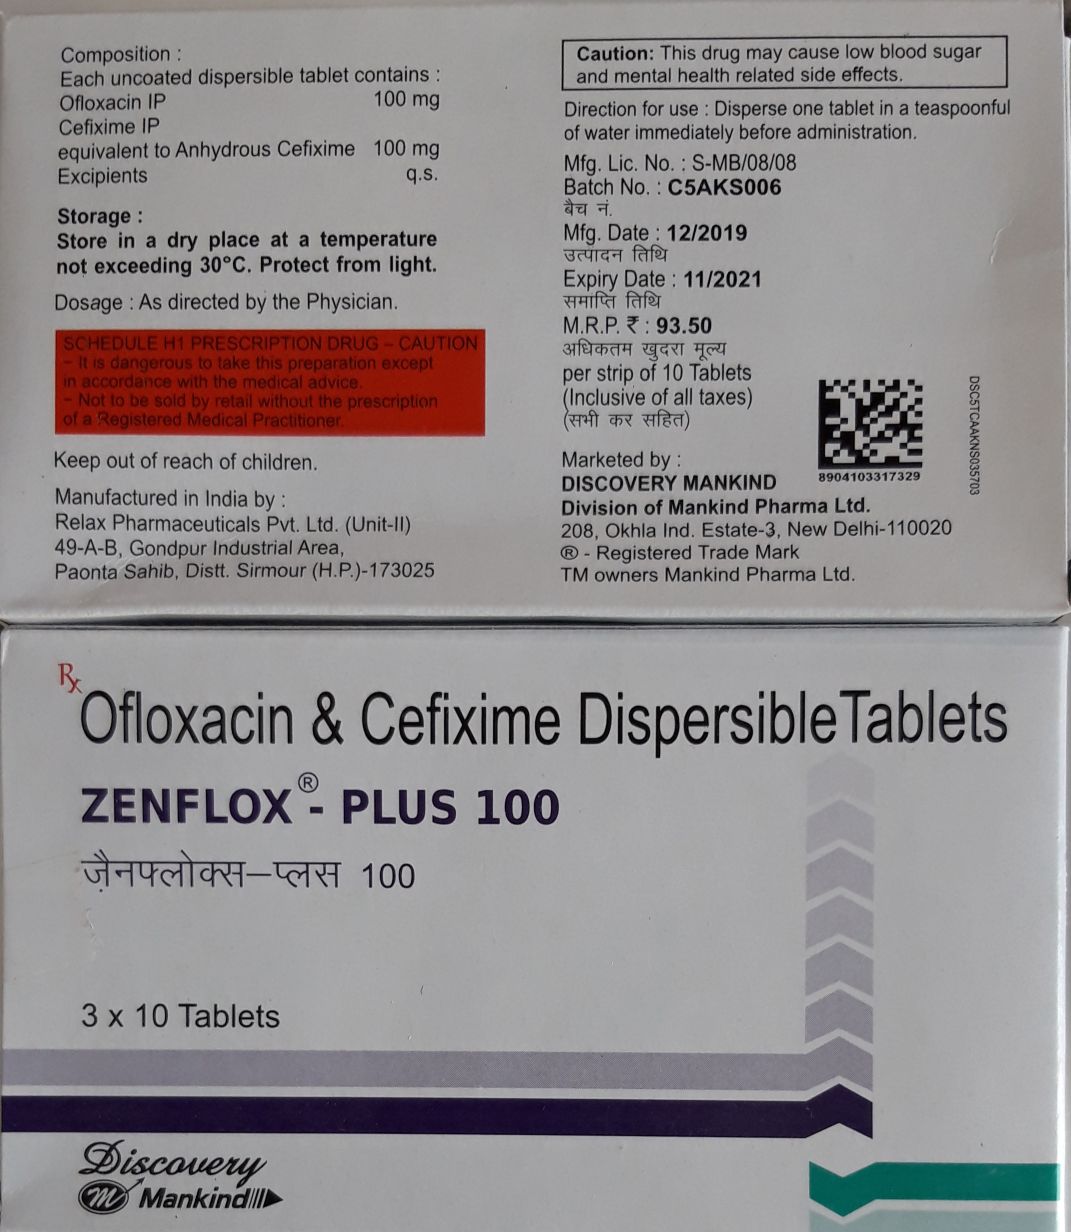 Composition :
Each uncoated dispersible tablet contains :
Ofloxacin IP 100 mg
Cefixime IP
equivalent to Anhydrous Cefixime 100 mg
Excipients q.s.
Storage :
Store in a dry place at a temperature
not exceeding 30°C. Protect from light.
Dosage : As directed by the Physician.
SCHEDULE H1 PRESCRIPTION DRUG – CAUTION
– It is dangerous to take this preparation except
in accordance with the medical advice.
– Not to be sold by retail without the prescription
of a Registered Medical Practitioner.
Keep out of reach of children.
Manufactured in India by :
Relax Pharmaceuticals Pvt. Ltd. (Unit-II)
49-A-B, Gondpur Industrial Area,
Paonta Sahib, Distt. Sirmour (H.P.)-173025
Caution: This drug may cause low blood sugar
and mental health related side effects.
Direction for use : Disperse one tablet in a teaspoonful
of water immediately before administration.
Mfg. Lic. No. : S-MB/08/08
Batch No. : C5AKS006
बैच नं.
Mfg. Date : 12/2019
उत्पादन तिथि
Expiry Date : 11/2021
समाप्ति तिथि
M.R.P. ₹ : 93.50
अधिकतम खुदरा मूल्य
per strip of 10 Tablets
(Inclusive of all taxes)
(सभी कर सहित)
8904103317329
DSC5TCAAKNS035703
Marketed by :
DISCOVERY MANKIND
Division of Mankind Pharma Ltd.
208, Okhla Ind. Estate-3, New Delhi-110020
® - Registered Trade Mark
TM owners Mankind Pharma Ltd.
Rx
Ofloxacin & Cefixime Dispersible Tablets
ZENFLOX® - PLUS 100
ज़ैनफ्लोक्स–प्लस 100
3 x 10 Tablets
Discovery
m Mankind